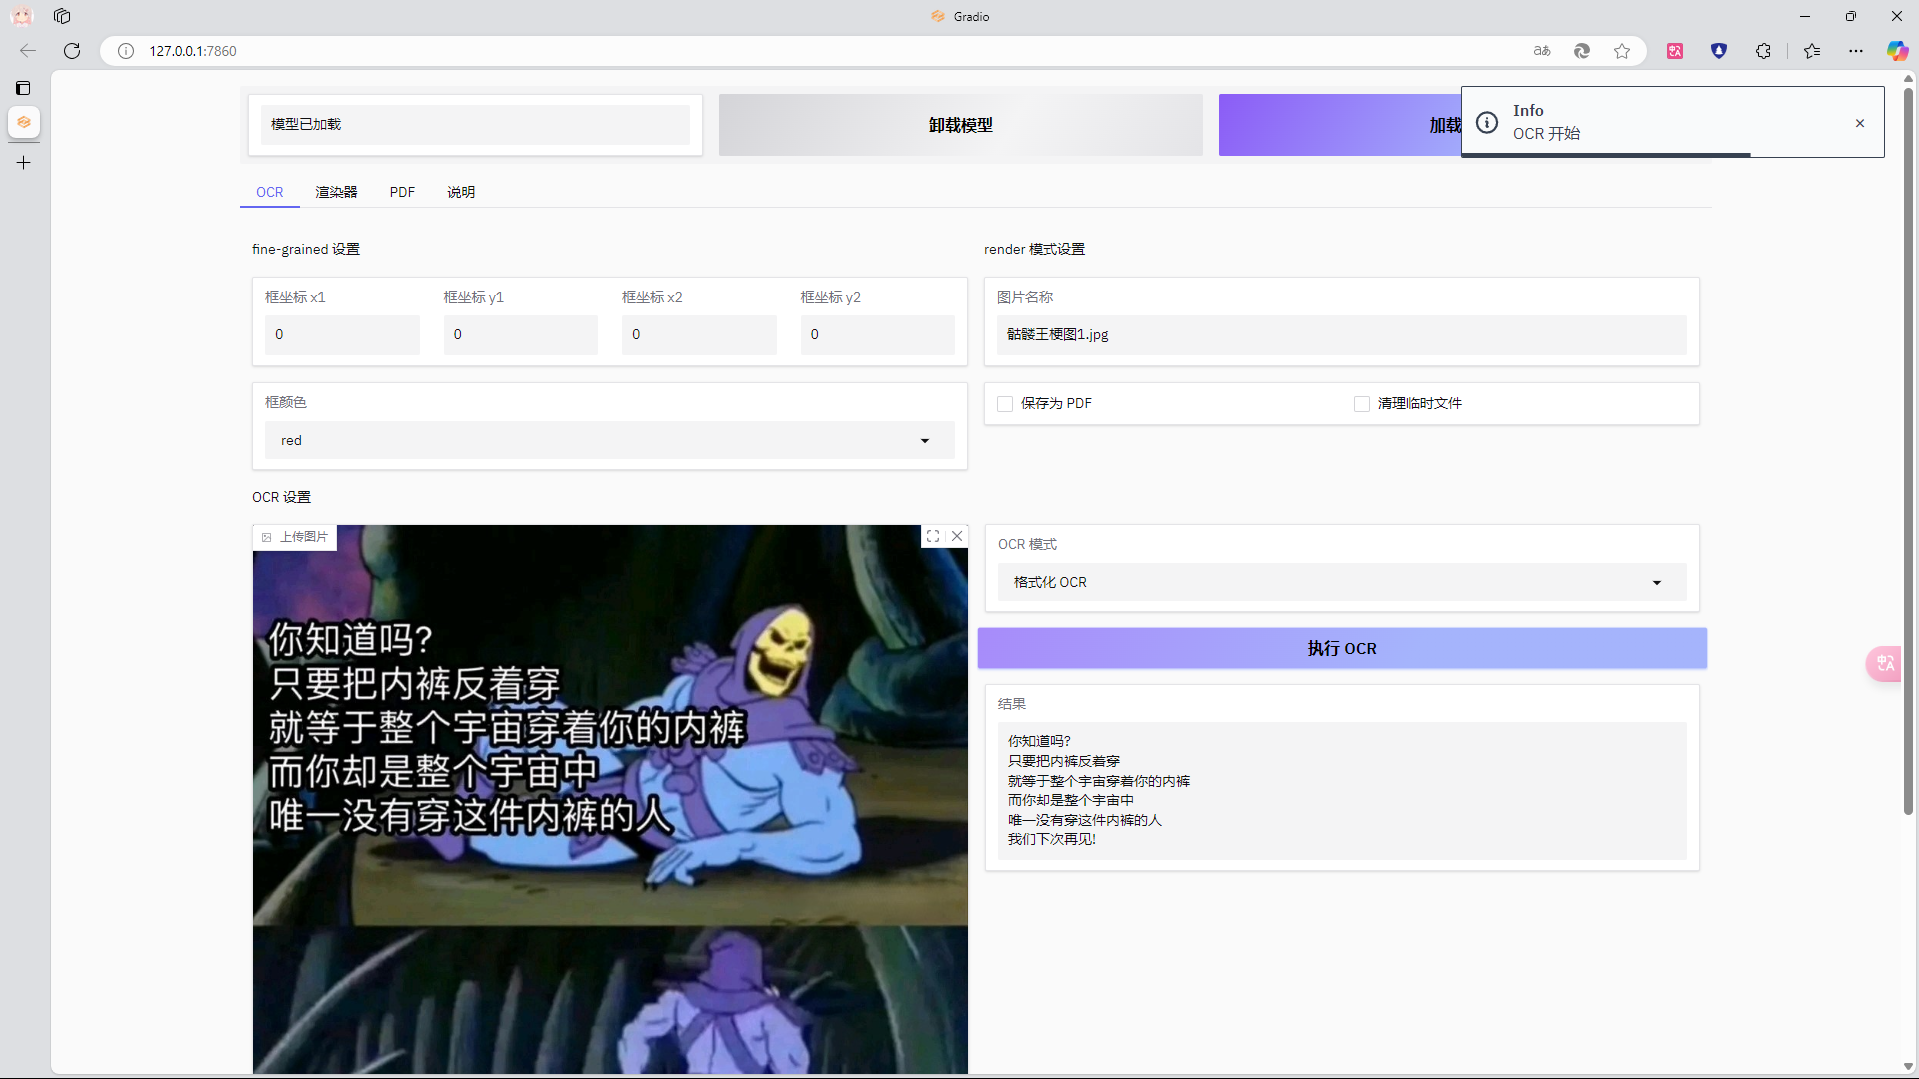 Gradio
127.0.0.1:7860
模型已加载
卸载模型
加载
Info
OCR 开始
OCR
渲染器
PDF
说明
fine-grained 设置
框坐标 x1
框坐标 y1
框坐标 x2
框坐标 y2
0
0
0
0
框颜色
red
render 模式设置
图片名称
骷髅王梗图1.jpg
保存为 PDF
清理临时文件
OCR 设置
上传图片
你知道吗?
只要把内裤反着穿
就等于整个宇宙穿着你的内裤
而你却是整个宇宙中
唯一没有穿这件内裤的人
OCR 模式
格式化 OCR
执行 OCR
结果
你知道吗?
只要把内裤反着穿
就等于整个宇宙穿着你的内裤
而你却是整个宇宙中
唯一没有穿这件内裤的人
我们下次再见!